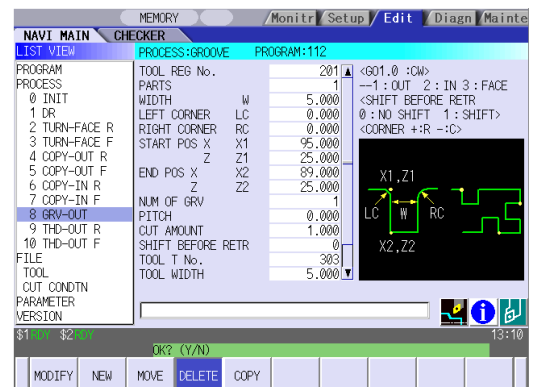 MEMORY Monitr Setup Edit Diagn Mainte
NAVI MAIN CHECKER
LIST VIEW PROCESS:GROOVE PROGRAM:112
PROGRAM
PROCESS
0 INIT
1 DR
2 TURN-FACE R
3 TURN-FACE F
4 COPY-OUT R
5 COPY-OUT F
6 COPY-IN R
7 COPY-IN F
8 GRV-OUT
9 THD-OUT R
10 THD-OUT F
FILE
TOOL
CUT CONDTN
PARAMETER
VERSION
TOOL REG No. 201
PARTS 1
WIDTH W 5.000
LEFT CORNER LC 0.000
RIGHT CORNER RC 0.000
START POS X X1 95.000
Z Z1 25.000
END POS X X2 89.000
Z Z2 25.000
NUM OF GRV 1
PITCH 0.000
CUT AMOUNT 1.000
SHIFT BEFORE RETR 0
TOOL T No. 303
TOOL WIDTH 5.000
<G01.0 :CW>
--1:OUT 2:IN 3:FACE
<SHIFT BEFORE RETR
0:NO SHIFT 1:SHIFT>
<CORNER +:R -:C>
X1,Z1
LC W RC
X2,Z2
$1RDY $2RDY 13:10
OK? (Y/N)
MODIFY NEW MOVE DELETE COPY